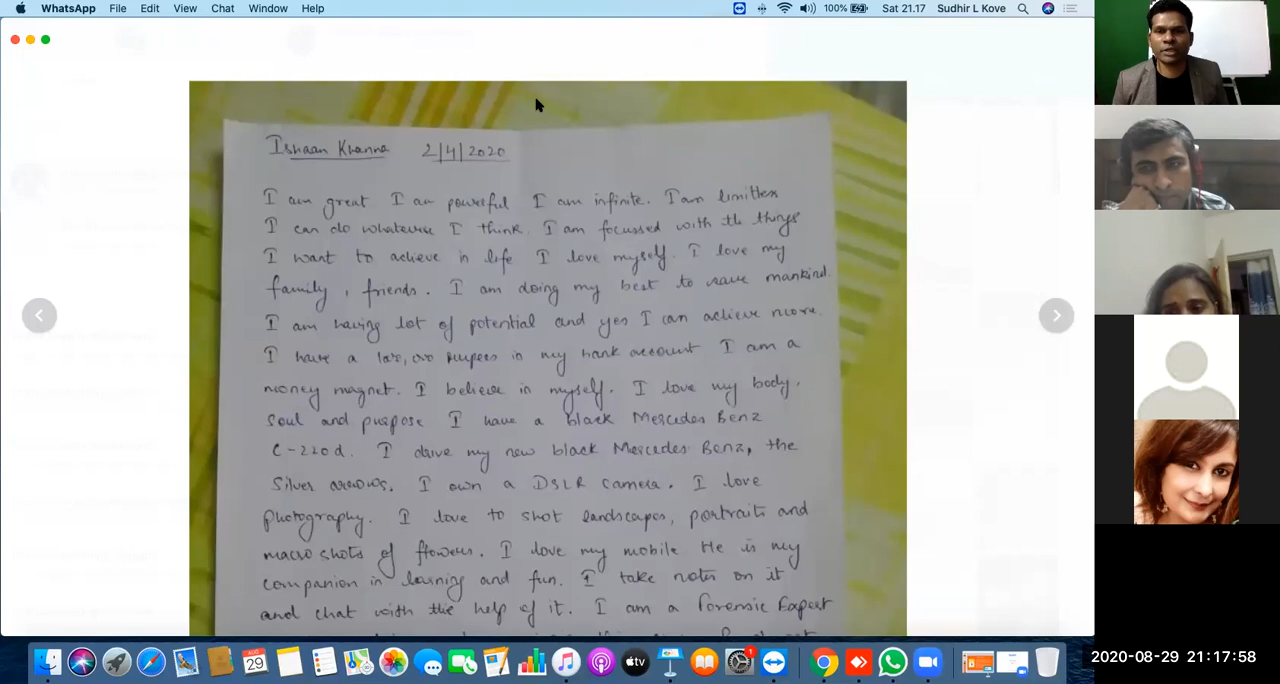 WhatsApp File Edit View Chat Window Help 100% Sat 21.17 Sudhir L Kove
Ishaan Khanna 2/4/2020
I am great I am powerful I am infinite. I am limitless
I can do whatever I think. I am focussed with the things
I want to achieve in life I love myself. I love my
family, friends. I am doing my best to save mankind.
I am having lot of potential and yes I can achieve more.
I have a rupees in my bank account I am a
money magnet. I believe in myself. I love my body,
soul and purpose I have a black Mercedes Benz
C-220d. I drive my new black Mercedes Benz, the
Silver arrows. I own a DSLR camera. I love
photography. I love to shot landscapes, portraits and
macro shots of flowers. I love my mobile He is my
companion in learning and fun. I take notes on it
and chat with the help of it. I am a Forensic Expert
AUG
29
tv
1
2020-08-29 21:17:58